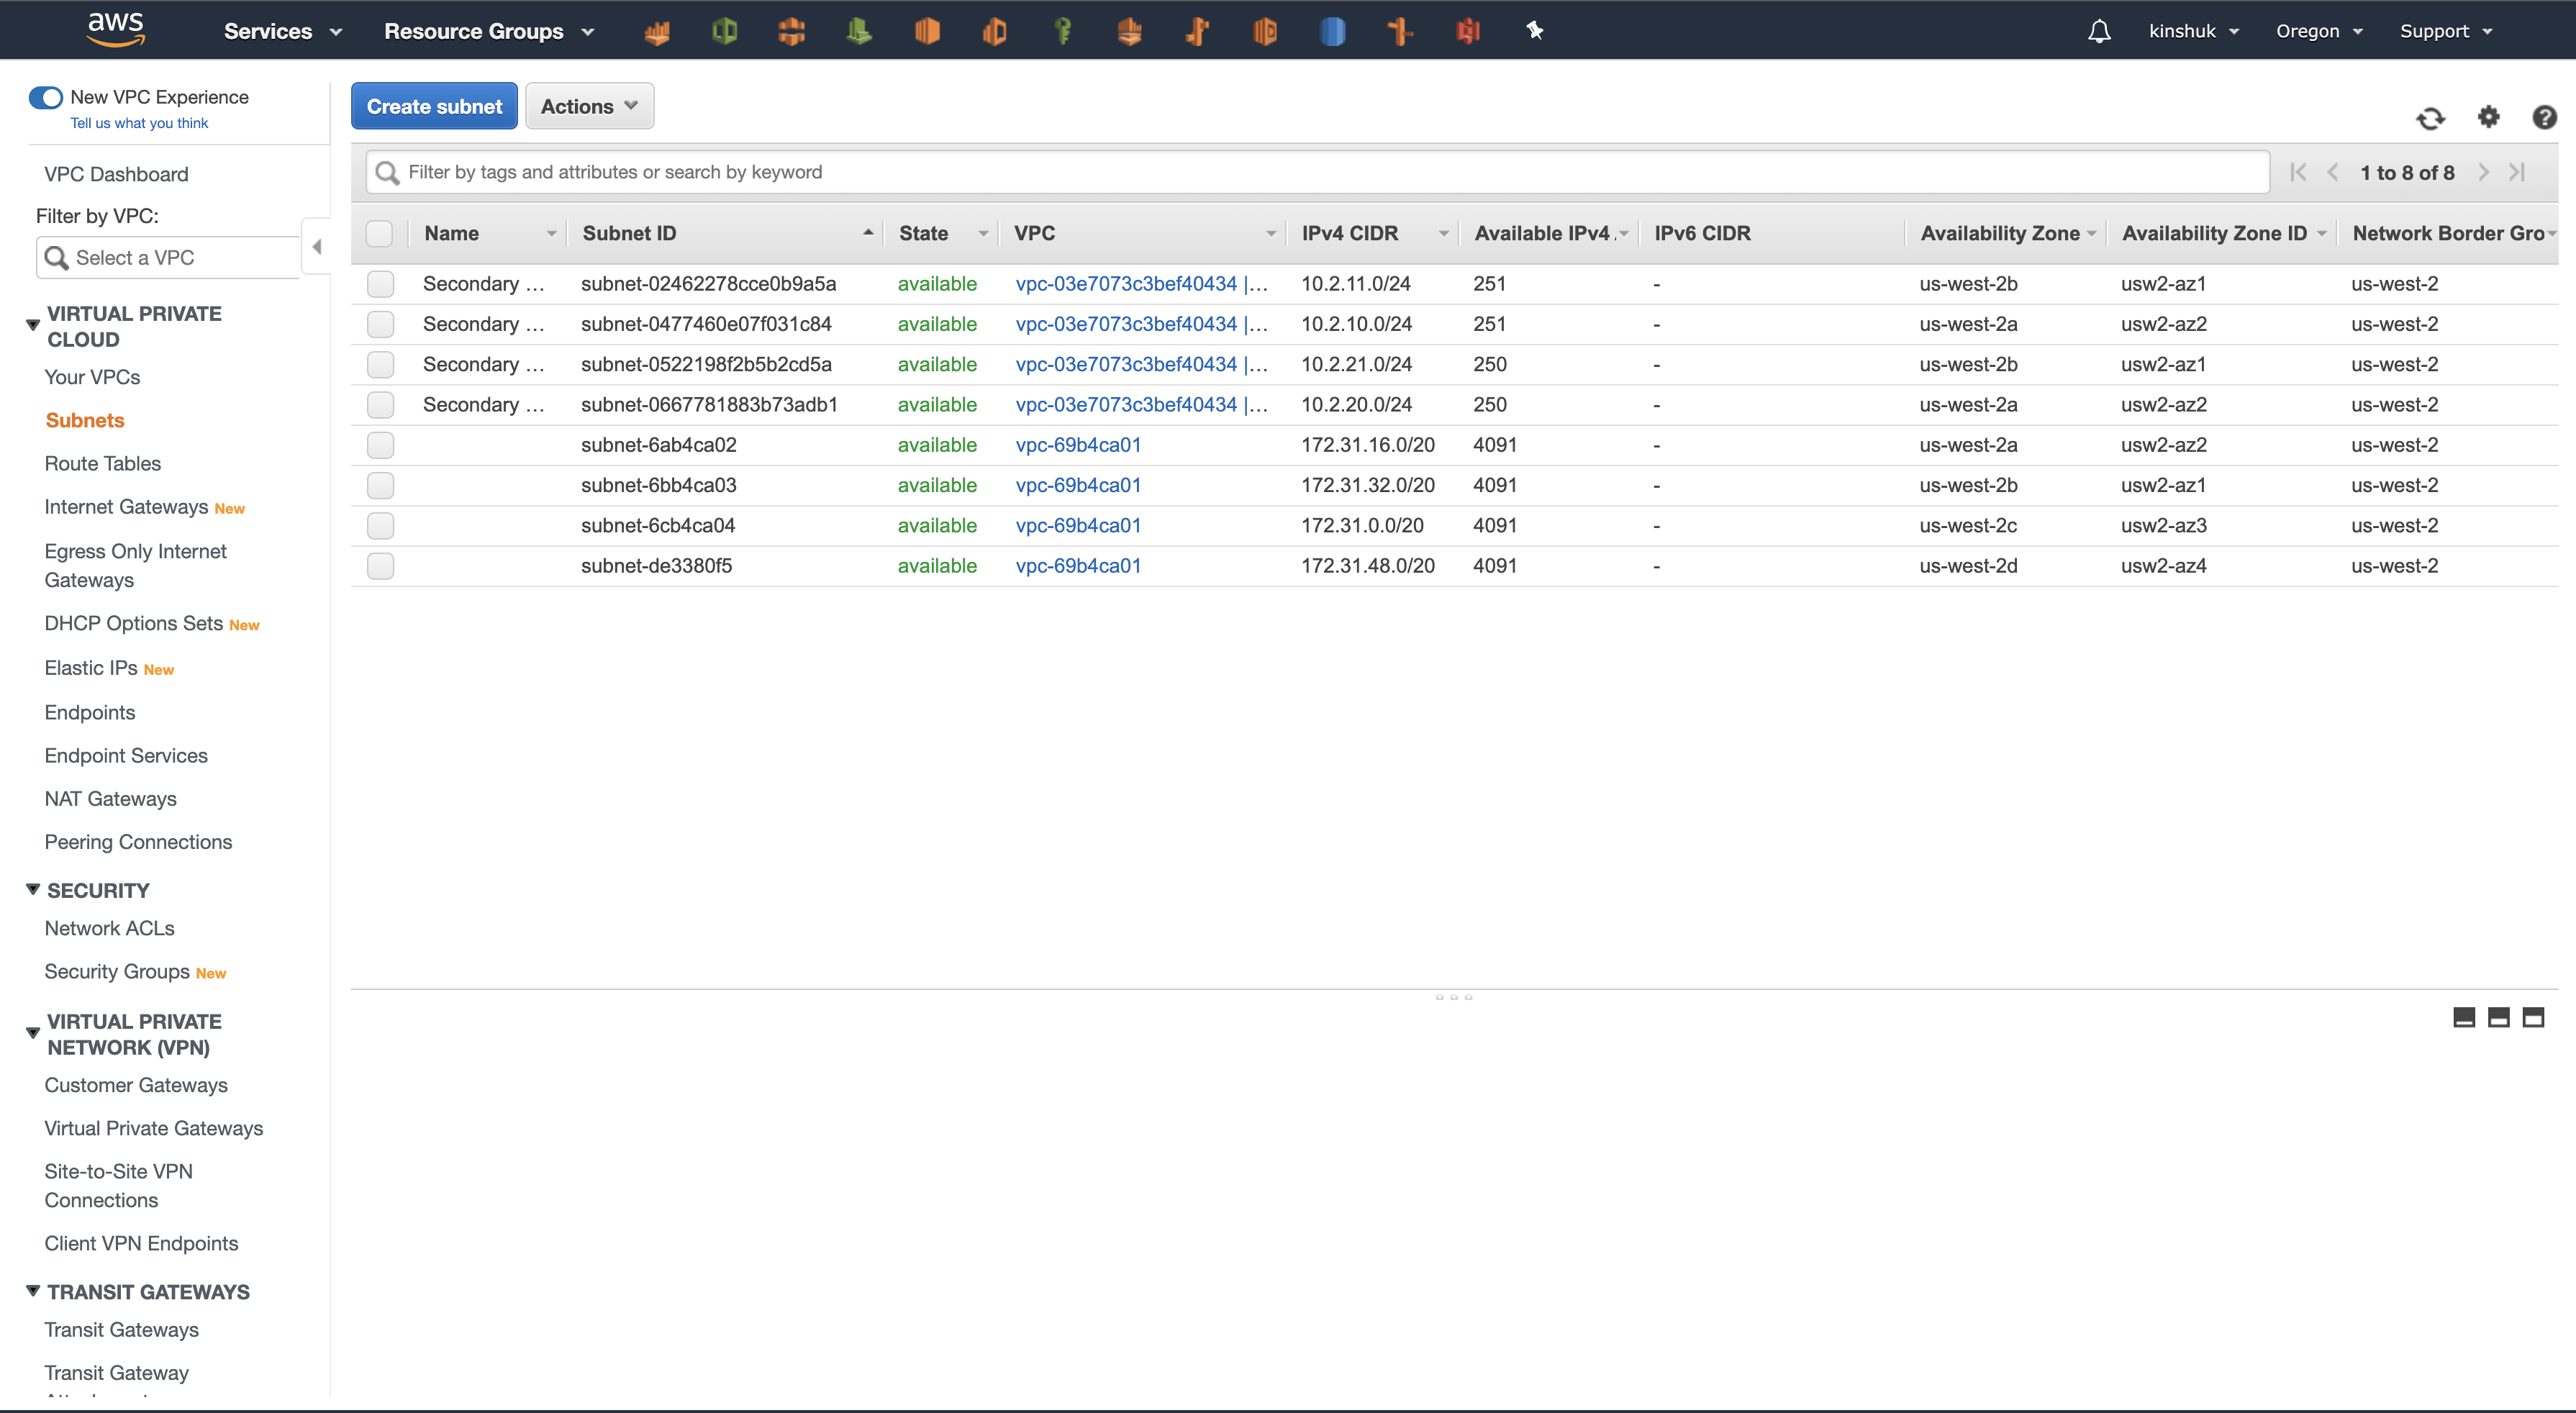 aws Services Resource Groups kinshuk Oregon Support
New VPC Experience
Tell us what you think
VPC Dashboard
Filter by VPC:
Select a VPC
VIRTUAL PRIVATE
CLOUD
Your VPCs
Subnets
Route Tables
Internet Gateways New
Egress Only Internet
Gateways
DHCP Options Sets New
Elastic IPs New
Endpoints
Endpoint Services
NAT Gateways
Peering Connections
SECURITY
Network ACLs
Security Groups New
VIRTUAL PRIVATE
NETWORK (VPN)
Customer Gateways
Virtual Private Gateways
Site-to-Site VPN
Connections
Client VPN Endpoints
TRANSIT GATEWAYS
Transit Gateways
Transit Gateway
Create subnet Actions
Filter by tags and attributes or search by keyword 1 to 8 of 8
Name Subnet ID State VPC IPv4 CIDR Available IPv4 IPv6 CIDR Availability Zone Availability Zone ID Network Border Gro
Secondary ... subnet-02462278cce0b9a5a available vpc-03e7073c3bef40434 |... 10.2.11.0/24 251 - us-west-2b usw2-az1 us-west-2
Secondary ... subnet-0477460e07f031c84 available vpc-03e7073c3bef40434 |... 10.2.10.0/24 251 - us-west-2a usw2-az2 us-west-2
Secondary ... subnet-0522198f2b5b2cd5a available vpc-03e7073c3bef40434 |... 10.2.21.0/24 250 - us-west-2b usw2-az1 us-west-2
Secondary ... subnet-0667781883b73adb1 available vpc-03e7073c3bef40434 |... 10.2.20.0/24 250 - us-west-2a usw2-az2 us-west-2
subnet-6ab4ca02 available vpc-69b4ca01 172.31.16.0/20 4091 - us-west-2a usw2-az2 us-west-2
subnet-6bb4ca03 available vpc-69b4ca01 172.31.32.0/20 4091 - us-west-2b usw2-az1 us-west-2
subnet-6cb4ca04 available vpc-69b4ca01 172.31.0.0/20 4091 - us-west-2c usw2-az3 us-west-2
subnet-de3380f5 available vpc-69b4ca01 172.31.48.0/20 4091 - us-west-2d usw2-az4 us-west-2